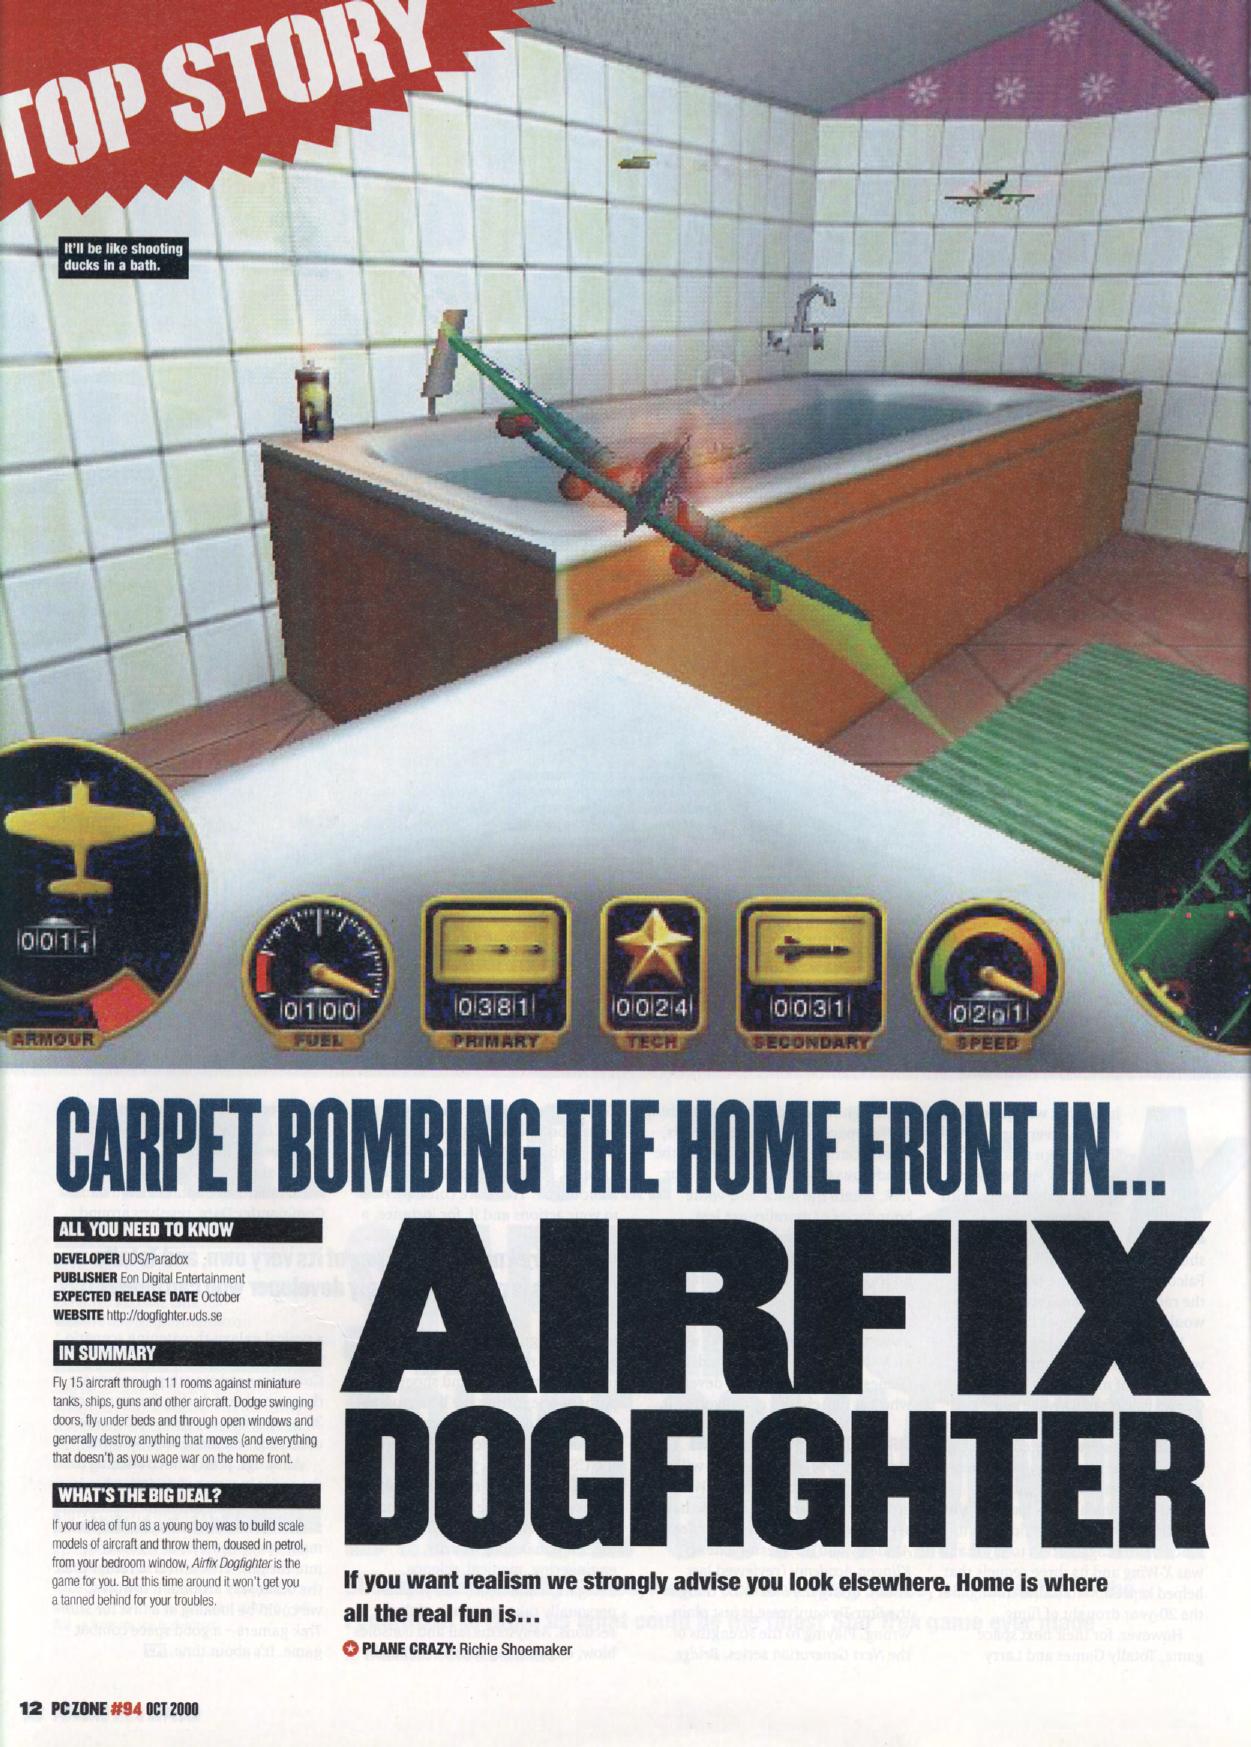 TOP STORY
It'll be like shooting
ducks in a bath.
ARMOUR
0100
FUEL
0381
PRIMARY
0024
TECH
0031
SECONDARY
SPEED
CARPET BOMBING THE HOME FRONT IN...
AIRFIX
DOGFIGHTER
ALL YOU NEED TO KNOW
DEVELOPER UDS/Paradox
PUBLISHER Eon Digital Entertainment
EXPECTED RELEASE DATE October
WEBSITE http://dogfighter.uds.se
IN SUMMARY
Fly 15 aircraft through 11 rooms against miniature
tanks, ships, guns and other aircraft. Dodge swinging
doors, fly under beds and through open windows and
generally destroy anything that moves (and everything
that doesn't) as you wage war on the home front.
WHAT'S THE BIG DEAL?
If your idea of fun as a young boy was to build scale
models of aircraft and throw them, doused in petrol,
from your bedroom window, Airfix Dogfighter is the
game for you. But this time around it won't get you
a tanned behind for your troubles.
If you want realism we strongly advise you look elsewhere. Home is where
all the real fun is...
PLANE CRAZY: Richie Shoemaker
12 PCZONE #94 OCT 2000